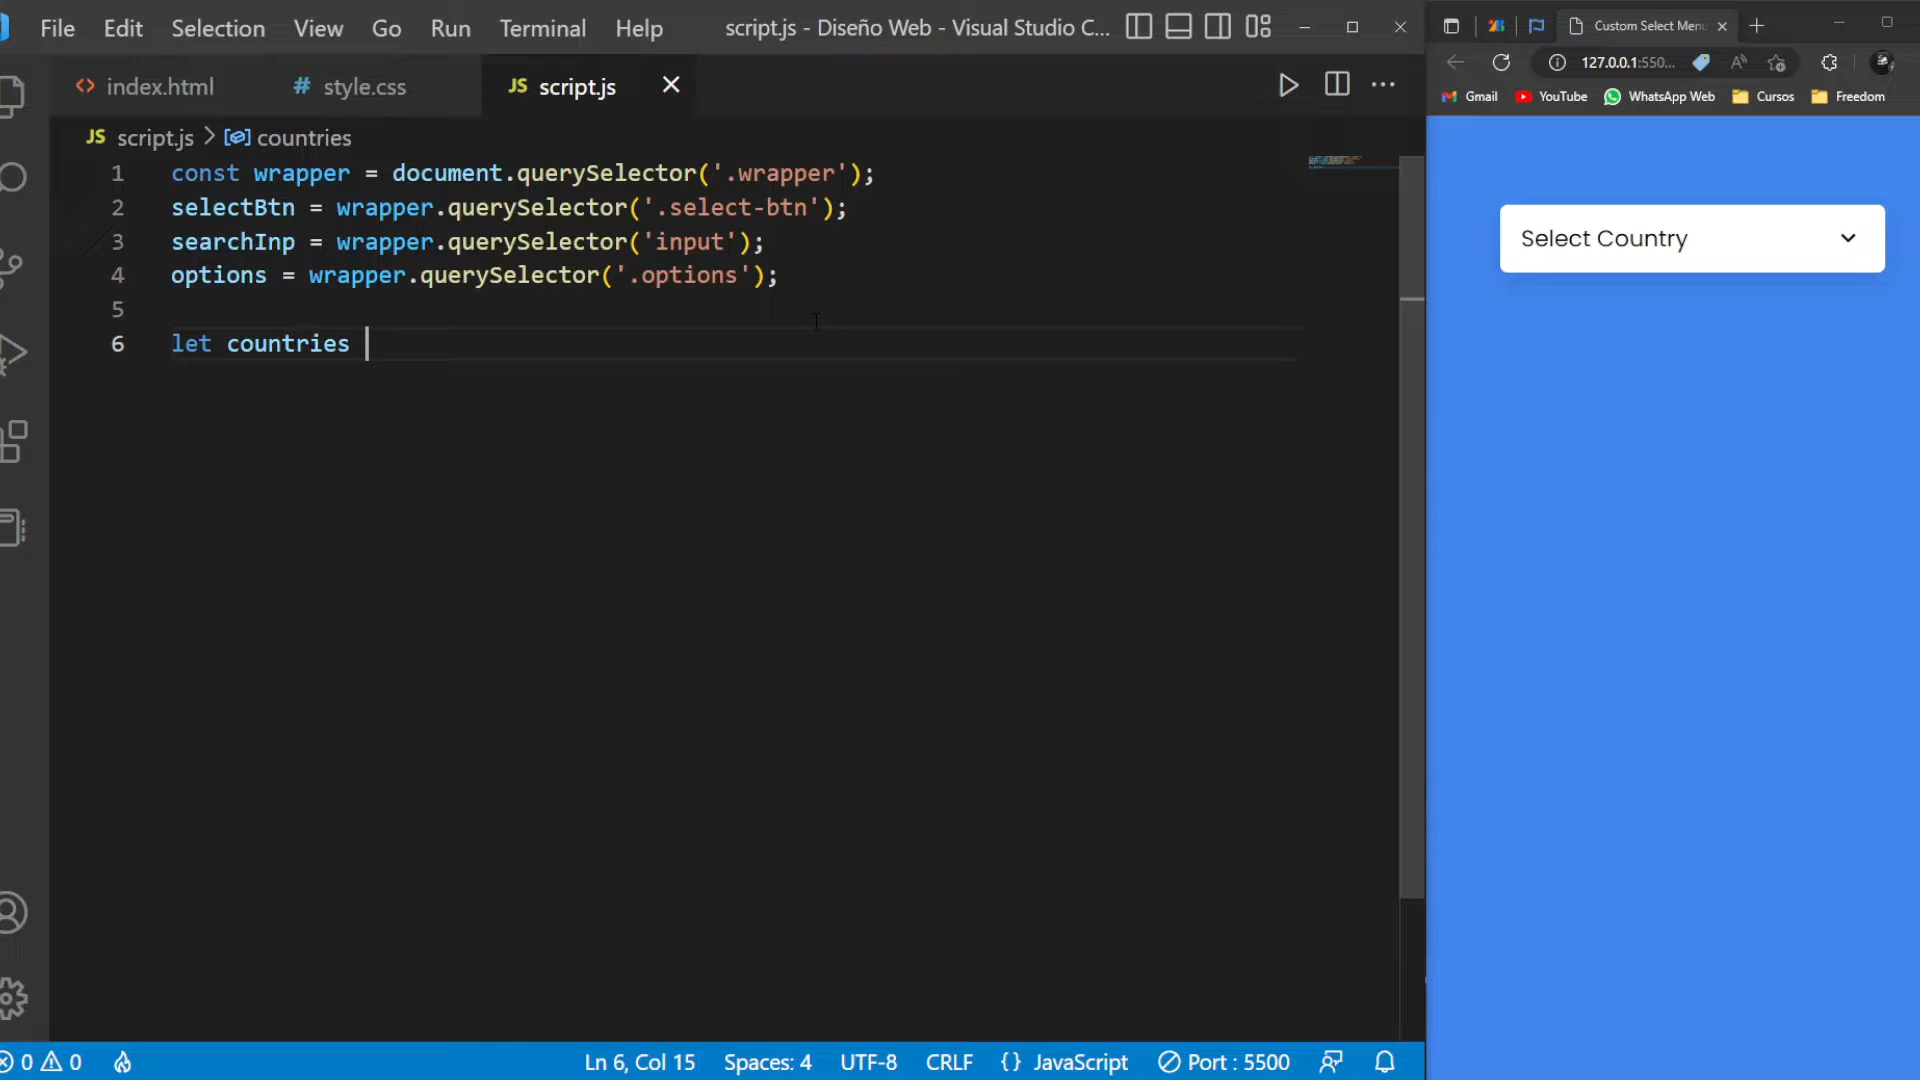 File Edit Selection View Go Run Terminal Help script.js - Diseño Web - Visual Studio C...
index.html # style.css JS script.js
JS script.js > countries
1 const wrapper = document.querySelector('.wrapper');
2 selectBtn = wrapper.querySelector('.select-btn');
3 searchInp = wrapper.querySelector('input');
4 options = wrapper.querySelector('.options');
5
6 let countries
0 0 Ln 6, Col 15 Spaces: 4 UTF-8 CRLF {} JavaScript Port : 5500
Custom Select Men
127.0.0.1:550...
Gmail YouTube WhatsApp Web Cursos Freedom
Select Country